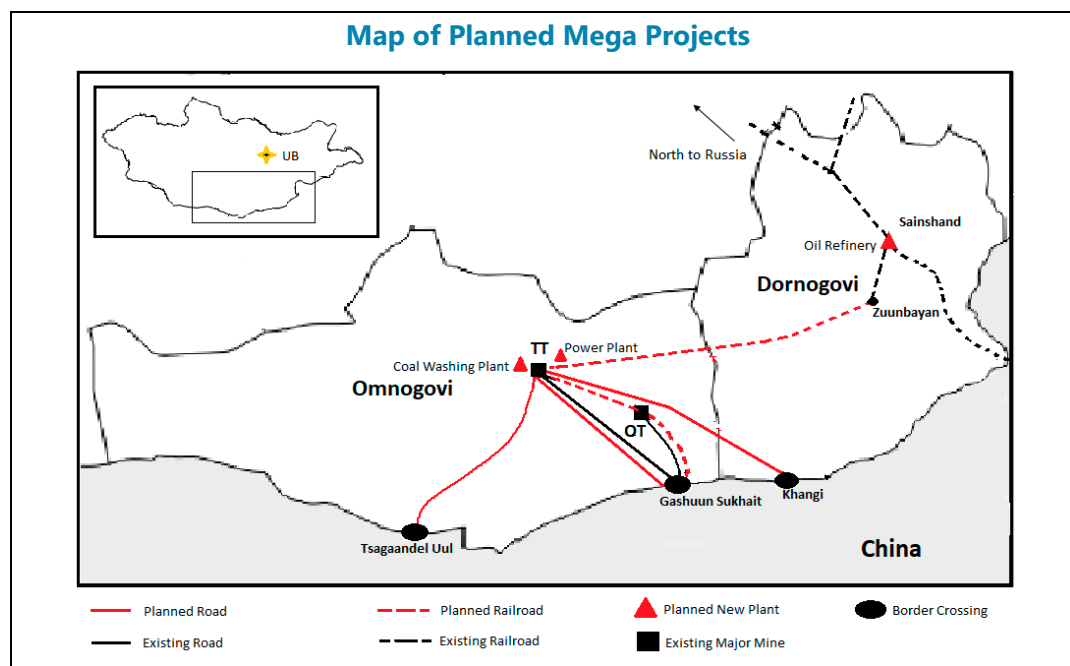 Map of Planned Mega Projects
UB
North to Russia
Sainshand
Oil Refinery
Dornogovi
Zuunbayan
TT
Power Plant
Coal Washing Plant
Omnogovi
OT
Gashuun Sukhait
Khangi
Tsagaandel Uul
China
Planned Road
Planned Railroad
Planned New Plant
Border Crossing
Existing Road
Existing Railroad
Existing Major Mine